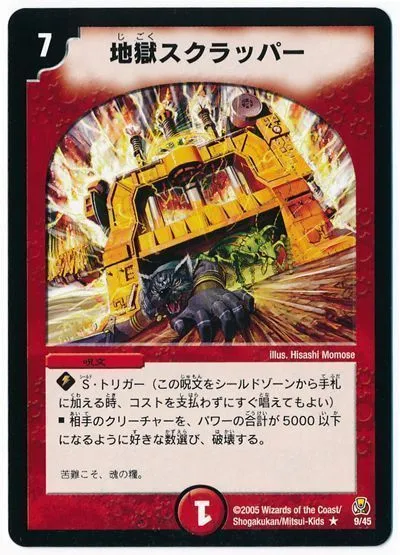 7
じごく
地獄スクラッパー
illus. Hisashi Momose
呪文
シールド
S・トリガー（この呪文をシールドゾーンから手札
に加える時、コストを支払わずにすぐ唱えてもよい）
■ 相手のクリーチャーを、パワーの合計が5000以下
になるように好きな数選び、破壊する。
苦難こそ、魂の糧。
1
©2005 Wizards of the Coast/
Shogakukan/Mitsui-Kids ★ 9/45